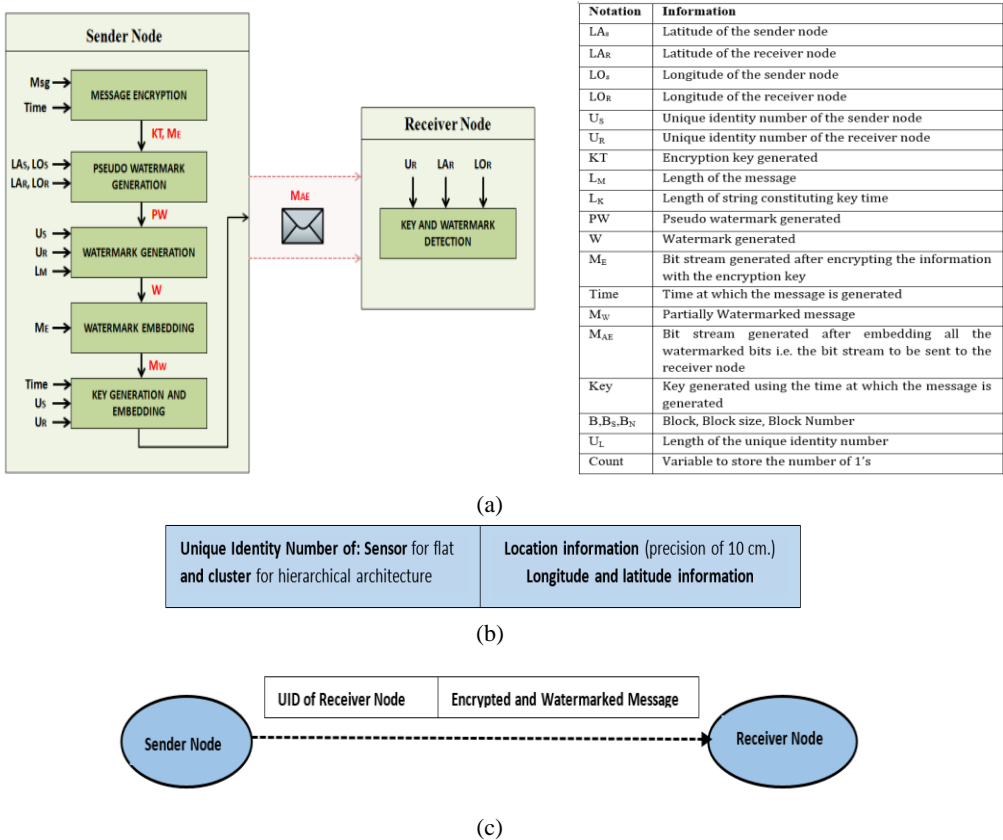 Sender Node
Msg
Time
MESSAGE ENCRYPTION
KT, ME
LAS, LOS
LAR, LOR
PSEUDO WATERMARK
GENERATION
PW
US
UR
LM
WATERMARK GENERATION
W
ME
WATERMARK EMBEDDING
MW
Time
US
UR
KEY GENERATION AND
EMBEDDING
MAE
Receiver Node
UR LAR LOR
KEY AND WATERMARK
DETECTION
Notation Information
LAs Latitude of the sender node
LAR Latitude of the receiver node
LOs Longitude of the sender node
LOR Longitude of the receiver node
US Unique identity number of the sender node
UR Unique identity number of the receiver node
KT Encryption key generated
LM Length of the message
LK Length of string constituting key time
PW Pseudo watermark generated
W Watermark generated
ME Bit stream generated after encrypting the information
with the encryption key
Time Time at which the message is generated
MW Partially Watermarked message
MAE Bit stream generated after embedding all the
watermarked bits i.e. the bit stream to be sent to the
receiver node
Key Key generated using the time at which the message is
generated
B,BS,BN Block, Block size, Block Number
UL Length of the unique identity number
Count Variable to store the number of 1's
(a)
Unique Identity Number of: Sensor for flat
and cluster for hierarchical architecture
Location information (precision of 10 cm.)
Longitude and latitude information
(b)
UID of Receiver Node Encrypted and Watermarked Message
Sender Node
Receiver Node
(c)